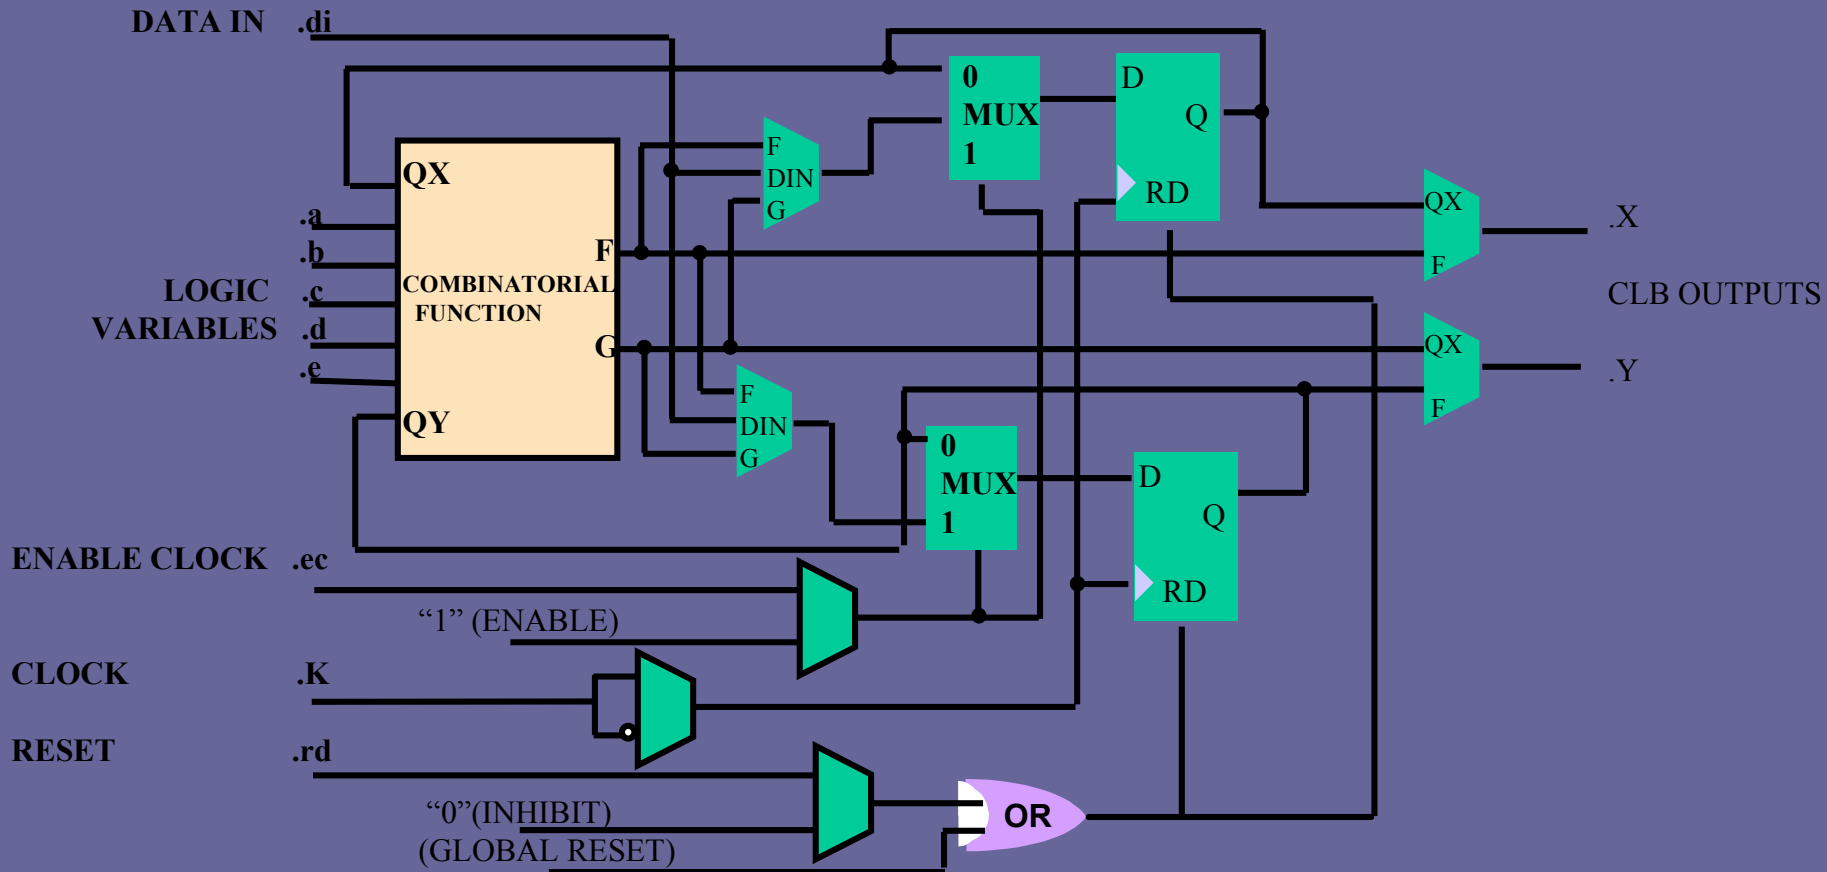 DATA IN .di
0
MUX
1
D
Q
RD
F
DIN
G
QX
.a
.b
LOGIC .c
VARIABLES .d
.e
F
COMBINATORIAL
FUNCTION
G
QY
QX
F
.X
CLB OUTPUTS
QX
F
.Y
F
DIN
G
0
MUX
1
D
Q
RD
ENABLE CLOCK .ec
“1” (ENABLE)
CLOCK .K
RESET .rd
“0”(INHIBIT)
(GLOBAL RESET)
OR